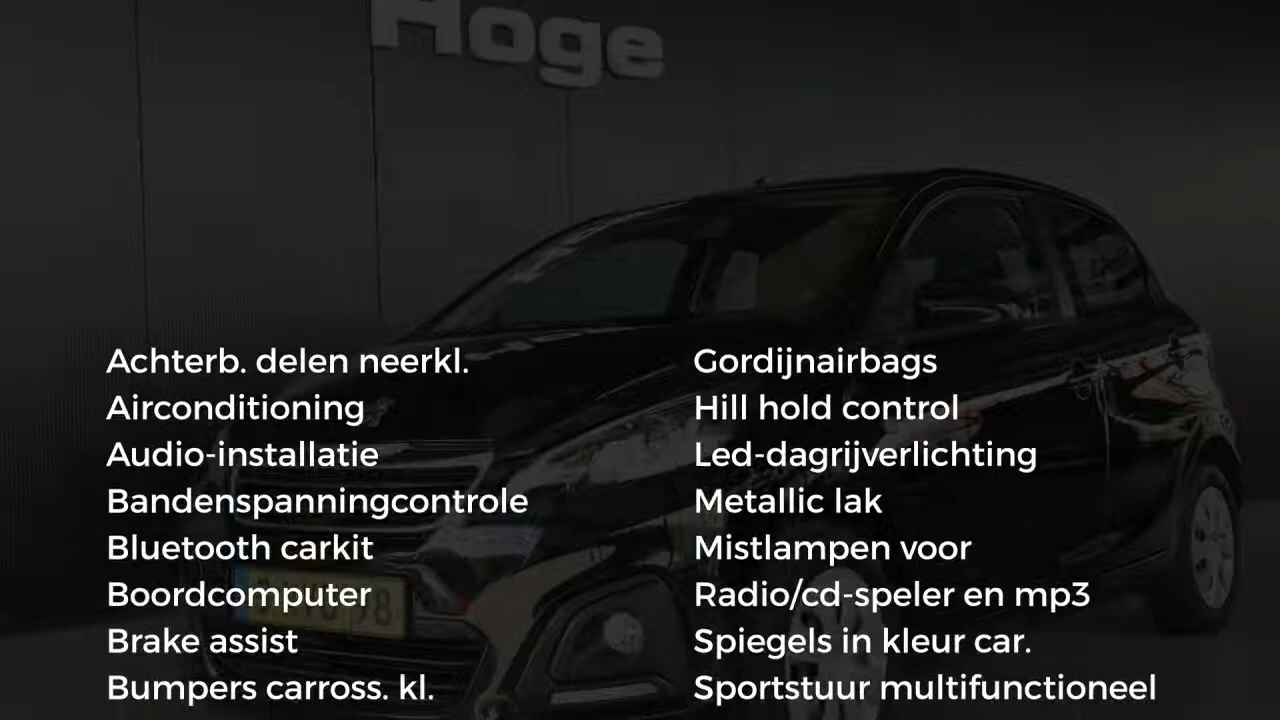 Hoge
Achterb. delen neerkl.
Airconditioning
Audio-installatie
Bandenspanningcontrole
Bluetooth carkit
Boordcomputer
Brake assist
Bumpers carross. kl.
Gordijnairbags
Hill hold control
Led-dagrijverlichting
Metallic lak
Mistlampen voor
Radio/cd-speler en mp3
Spiegels in kleur car.
Sportstuur multifunctioneel